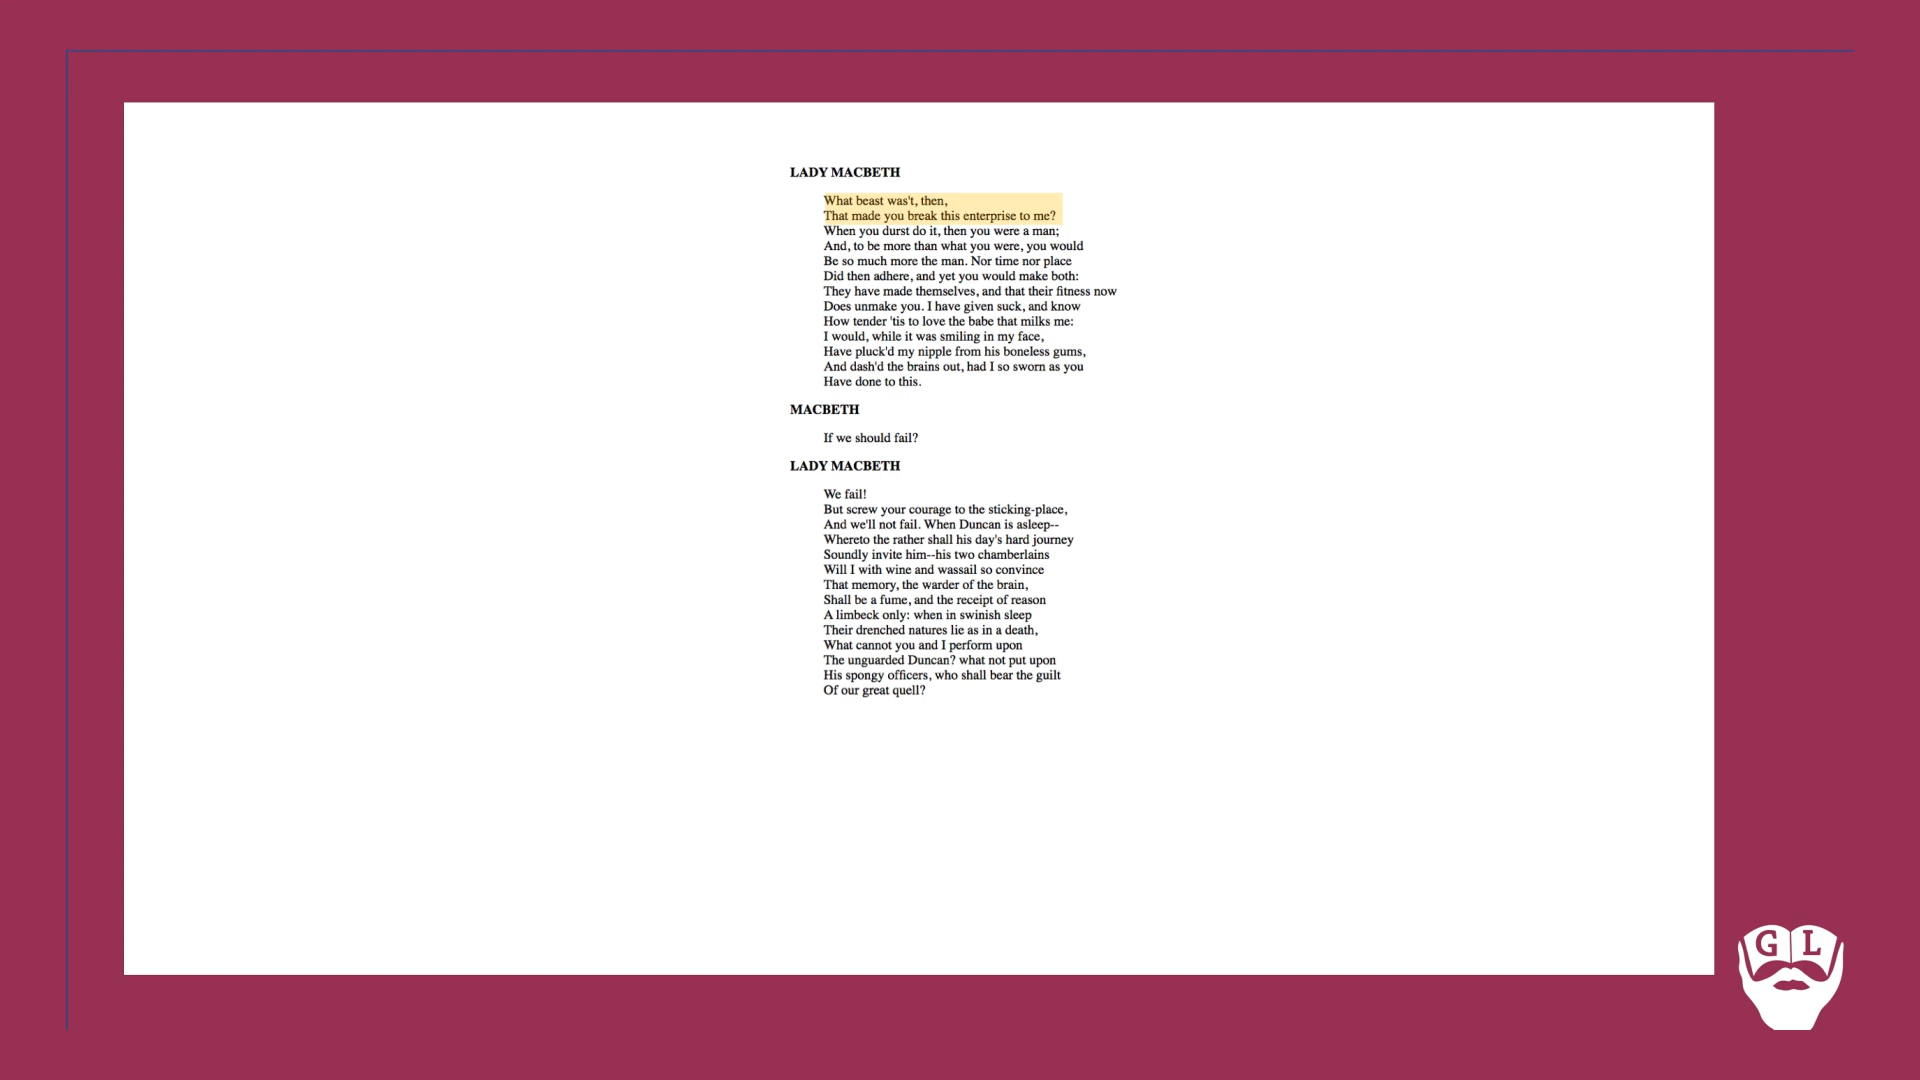 LADY MACBETH
What beast was't, then,
That made you break this enterprise to me?
When you durst do it, then you were a man;
And, to be more than what you were, you would
Be so much more the man. Nor time nor place
Did then adhere, and yet you would make both:
They have made themselves, and that their fitness now
Does unmake you. I have given suck, and know
How tender 'tis to love the babe that milks me:
I would, while it was smiling in my face,
Have pluck'd my nipple from his boneless gums,
And dash'd the brains out, had I so sworn as you
Have done to this.
MACBETH
If we should fail?
LADY MACBETH
We fail!
But screw your courage to the sticking-place,
And we'll not fail. When Duncan is asleep--
Whereto the rather shall his day's hard journey
Soundly invite him--his two chamberlains
Will I with wine and wassail so convince
That memory, the warder of the brain,
Shall be a fume, and the receipt of reason
A limbeck only: when in swinish sleep
Their drenched natures lie as in a death,
What cannot you and I perform upon
The unguarded Duncan? what not put upon
His spongy officers, who shall bear the guilt
Of our great quell?
G L